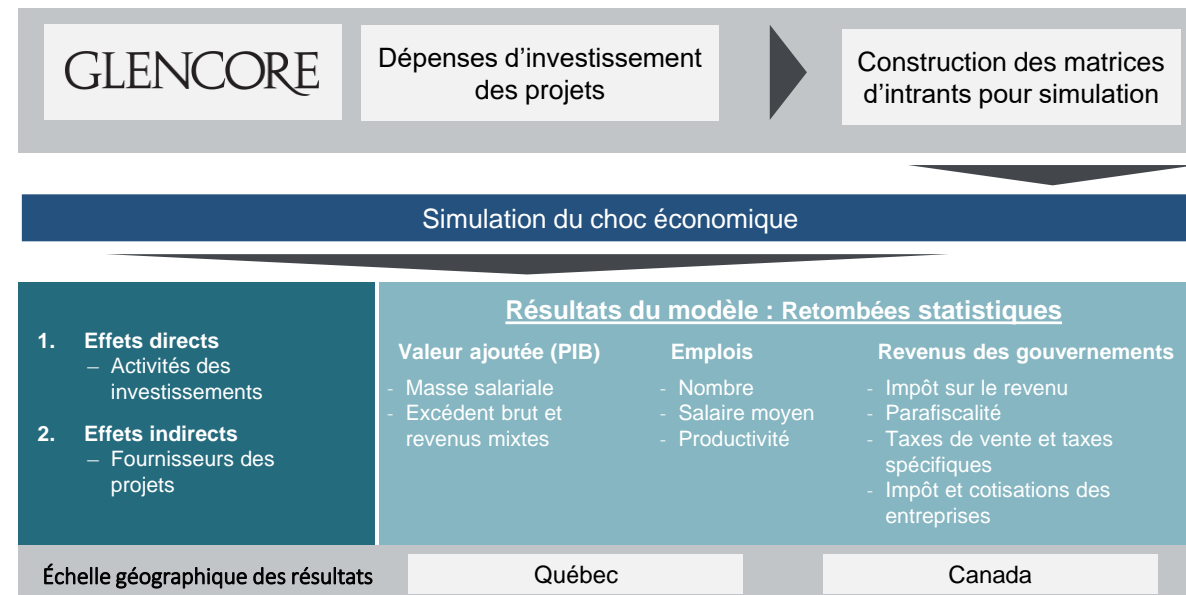 GLENCORE
Dépenses d'investissement
des projets
Construction des matrices
d'intrants pour simulation
Simulation du choc économique
1. Effets directs
– Activités des
investissements
2. Effets indirects
– Fournisseurs des
projets
Résultats du modèle : Retombées statistiques
Valeur ajoutée (PIB)
- Masse salariale
- Excédent brut et
revenus mixtes
Emplois
- Nombre
- Salaire moyen
- Productivité
Revenus des gouvernements
- Impôt sur le revenu
- Parafiscalité
- Taxes de vente et taxes
spécifiques
- Impôt et cotisations des
entreprises
Échelle géographique des résultats
Québec
Canada